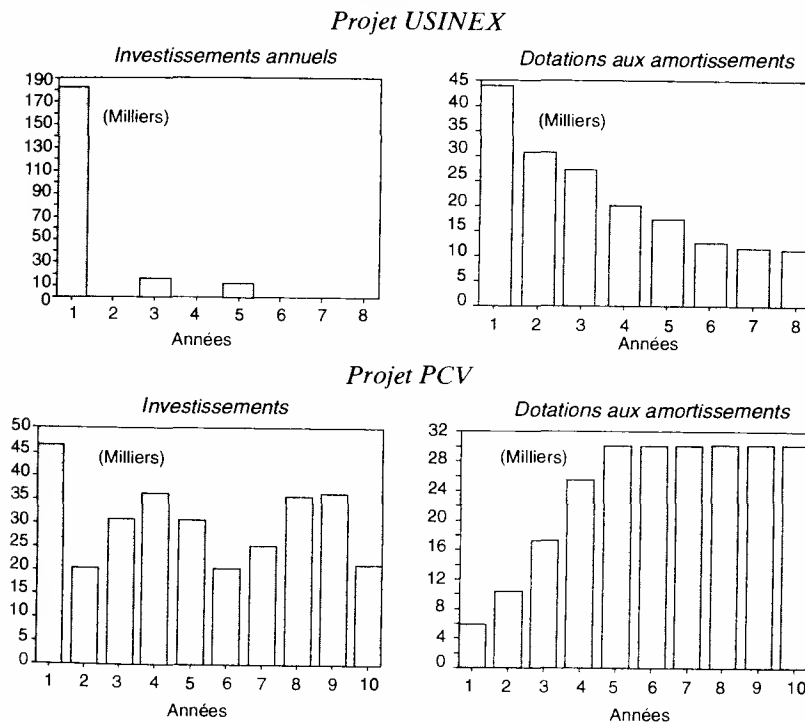 Projet USINEX
Investissements annuels
190
170
150
130
110
90
70
50
30
10
0
(Milliers)
1 2 3 4 5 6 7 8
Années
Dotations aux amortissements
45
40
35
30
25
20
15
10
5
0
(Milliers)
1 2 3 4 5 6 7 8
Années
Projet PCV
Investissements
50
45
40
35
30
25
20
15
10
5
0
(Milliers)
1 2 3 4 5 6 7 8 9 10
Années
Dotations aux amortissements
32
28
24
20
16
12
8
4
0
(Milliers)
1 2 3 4 5 6 7 8 9 10
Années